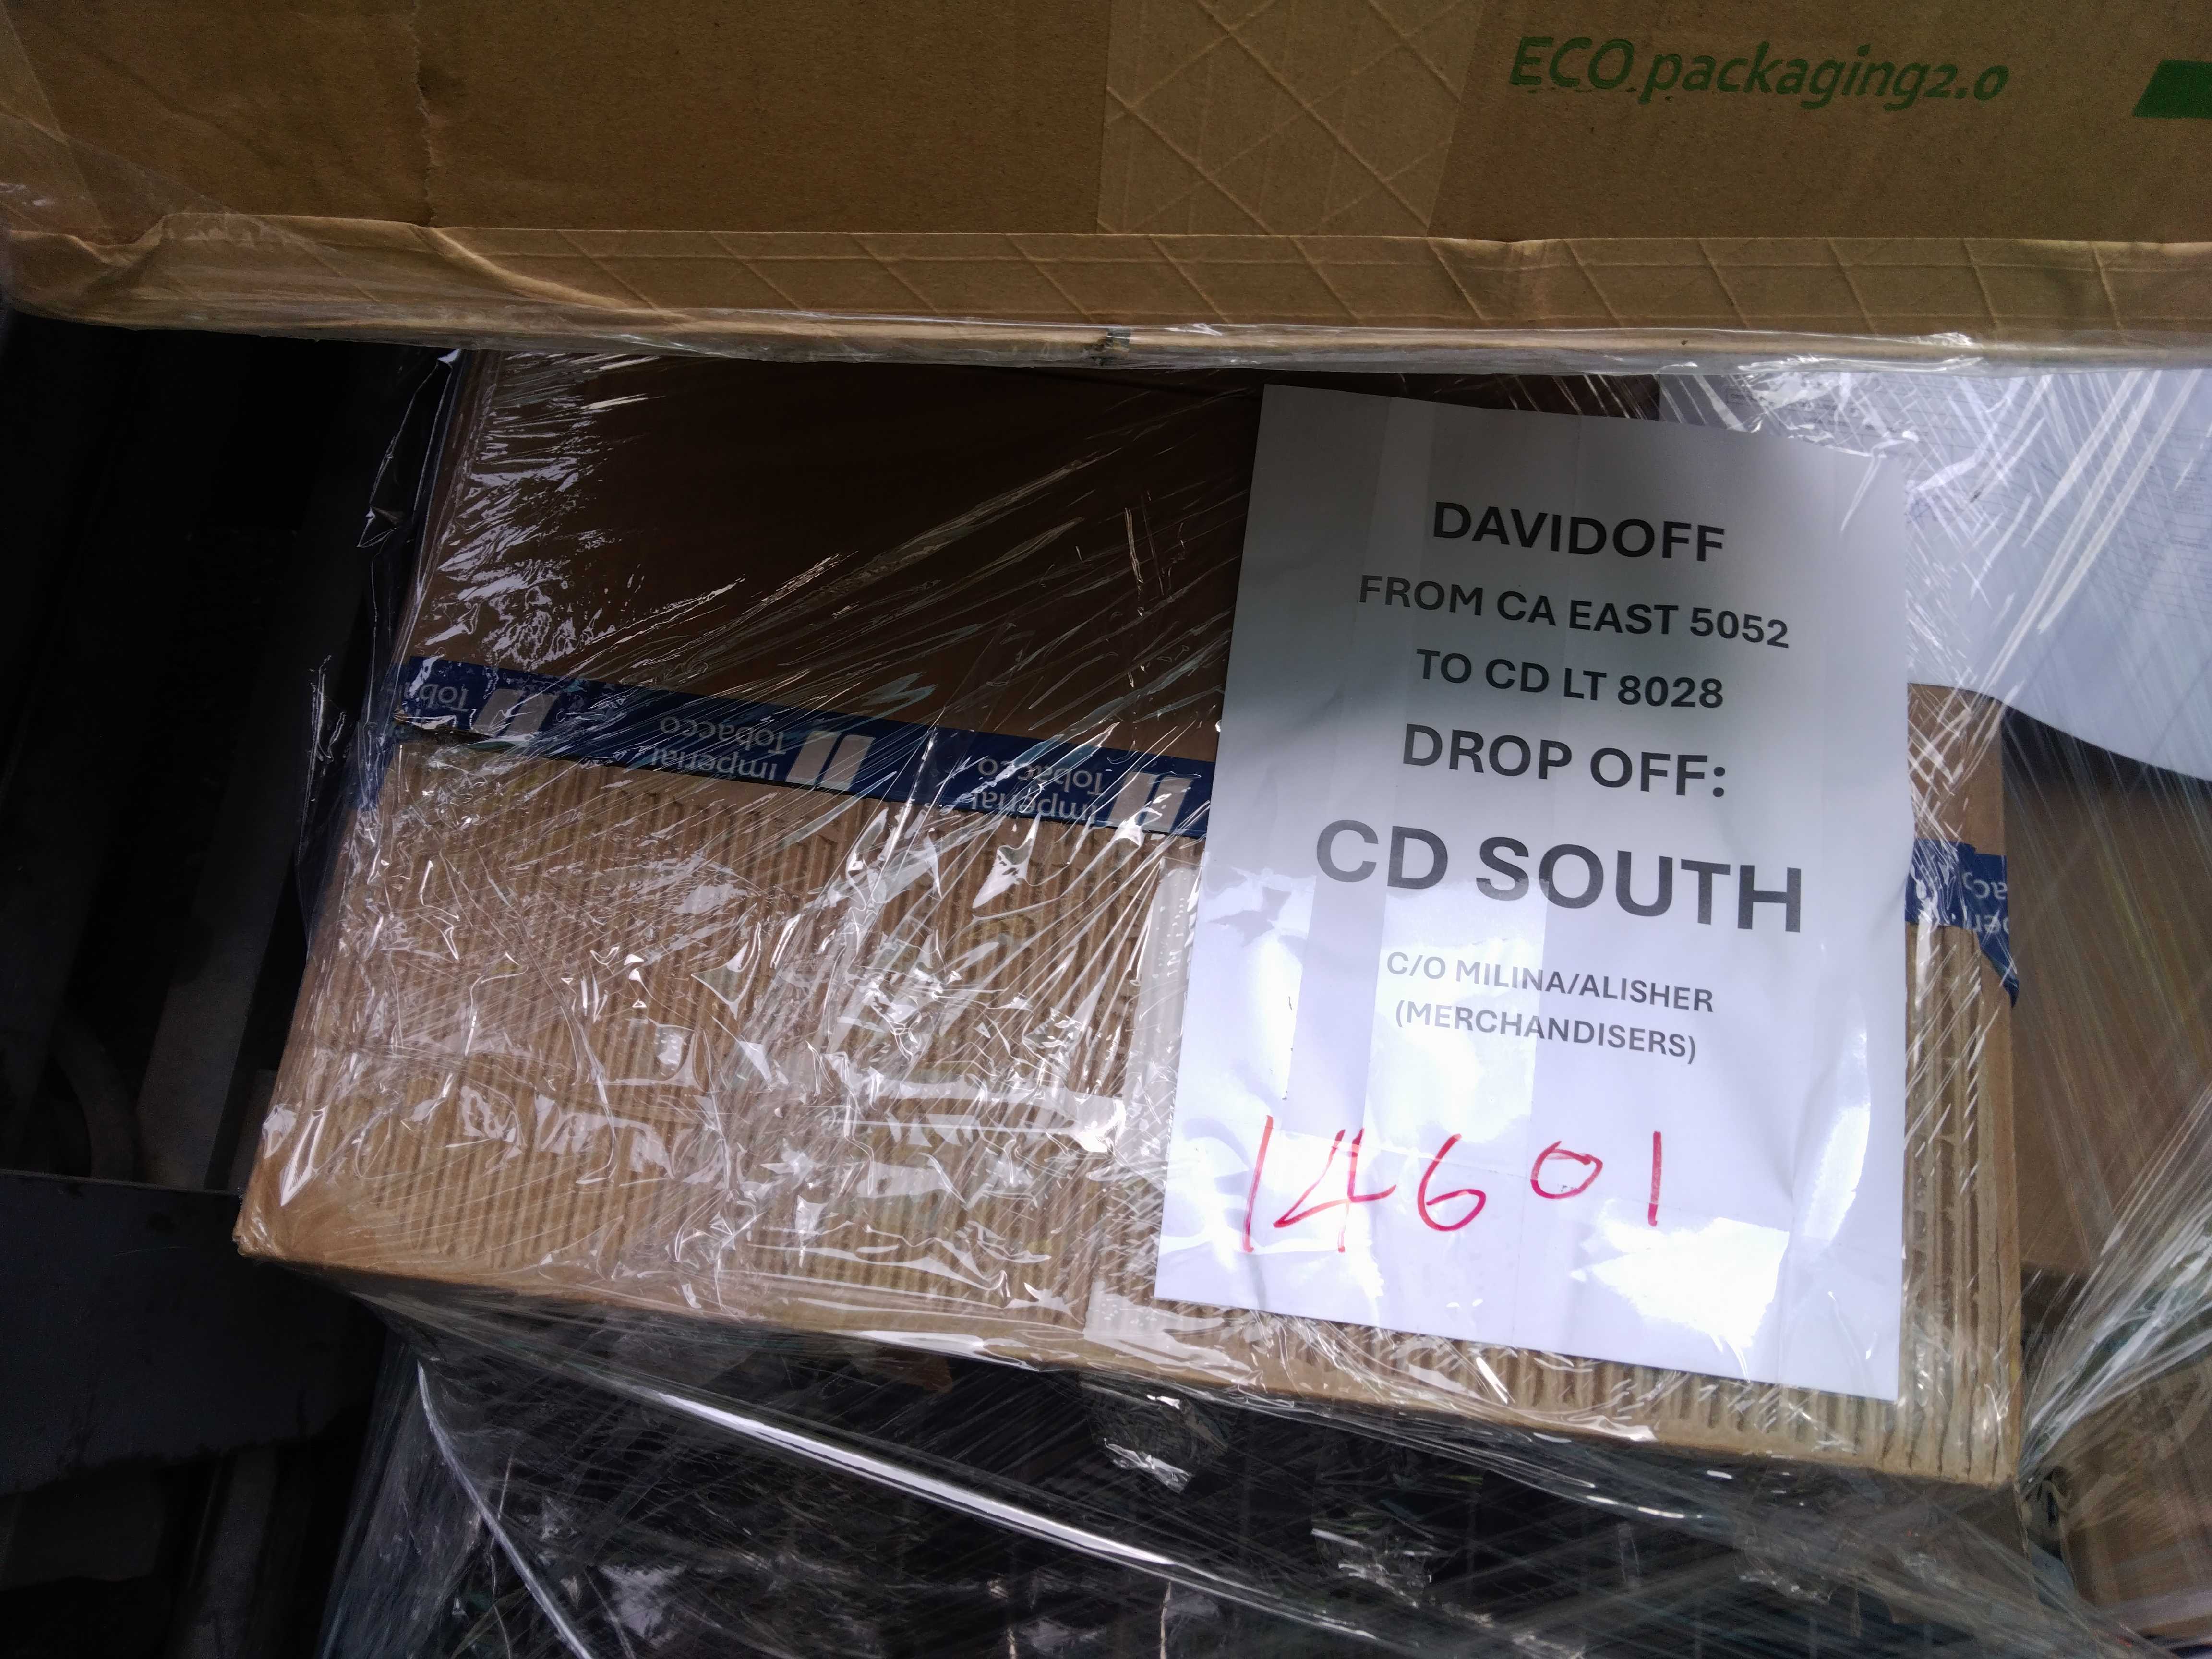 ECO packaging2.0
DAVIDOFF
FROM CA EAST 5052
TO CD LT 8028
DROP OFF:
CD SOUTH
C/O MILINA/ALISHER
(MERCHANDISERS)
14601
Imperial
Tobacco
Imperial
Tobacco